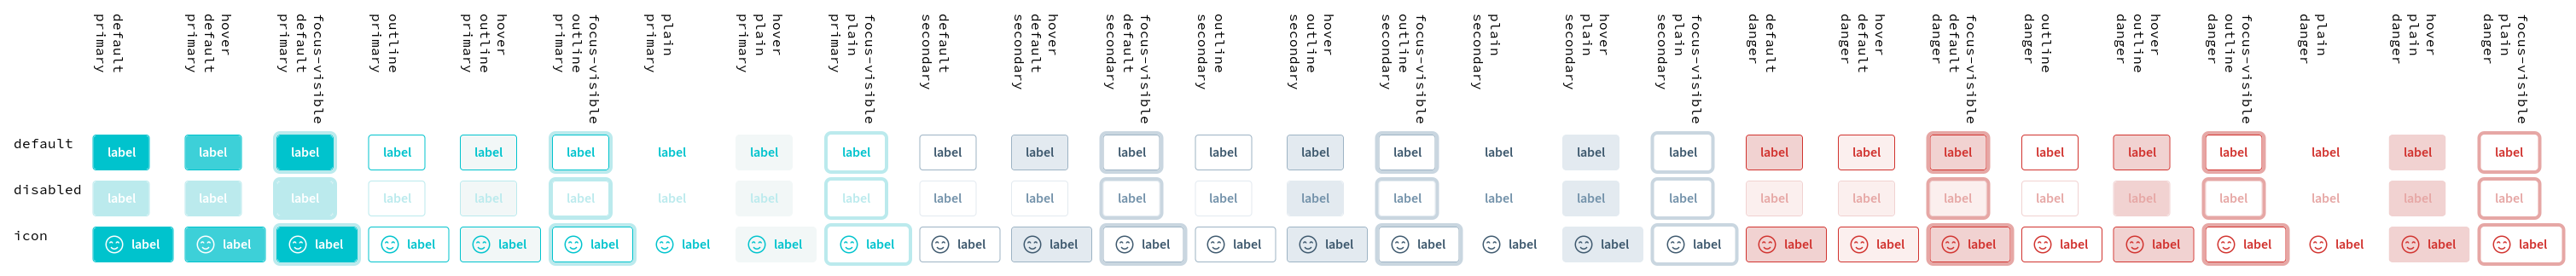 default
primary
hover
default
primary
focus-visible
default
primary
outline
primary
hover
outline
primary
focus-visible
outline
primary
plain
primary
hover
plain
primary
focus-visible
plain
primary
default
secondary
hover
default
secondary
focus-visible
default
secondary
outline
secondary
hover
outline
secondary
focus-visible
outline
secondary
plain
secondary
hover
plain
secondary
focus-visible
plain
secondary
default
danger
hover
default
danger
focus-visible
default
danger
outline
danger
hover
outline
danger
focus-visible
outline
danger
plain
danger
hover
plain
danger
focus-visible
plain
danger
default label label label label label label label label label label label label label label label label label label label label label label label label label label label
disabled label label label label label label label label label label label label label label label label label label label label label label label label label label label
icon label label label label label label label label label label label label label label label label label label label label label label label label label label label